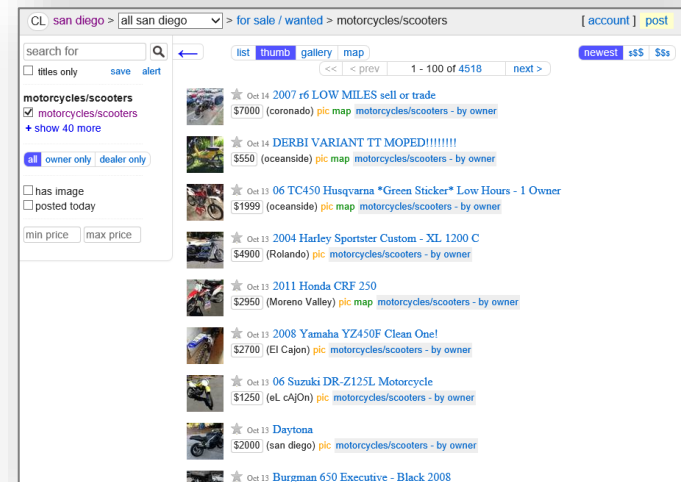 CL san diego > all san diego > for sale / wanted > motorcycles/scooters [ account ] post
search for
titles only save alert
motorcycles/scooters
motorcycles/scooters
+ show 40 more
all owner only dealer only
has image
posted today
min price max price
← list thumb gallery map newest $$$ $$$
<< < prev 1 - 100 of 4518 next >
Oct 14 2007 r6 LOW MILES sell or trade
$7000 (coronado) pic map motorcycles/scooters - by owner
Oct 14 DERBI VARIANT TT MOPED!!!!!!!!
$550 (oceanside) pic map motorcycles/scooters - by owner
Oct 13 06 TC450 Husqvarna *Green Sticker* Low Hours - 1 Owner
$1999 (oceanside) pic map motorcycles/scooters - by owner
Oct 13 2004 Harley Sportster Custom - XL 1200 C
$4900 (Rolando) pic map motorcycles/scooters - by owner
Oct 13 2011 Honda CRF 250
$2950 (Moreno Valley) pic map motorcycles/scooters - by owner
Oct 13 2008 Yamaha YZ450F Clean One!
$2700 (El Cajon) pic motorcycles/scooters - by owner
Oct 13 06 Suzuki DR-Z125L Motorcycle
$1250 (eL cAjOn) pic motorcycles/scooters - by owner
Oct 13 Daytona
$2000 (san diego) pic motorcycles/scooters - by owner
Oct 13 Burgman 650 Executive - Black 2008